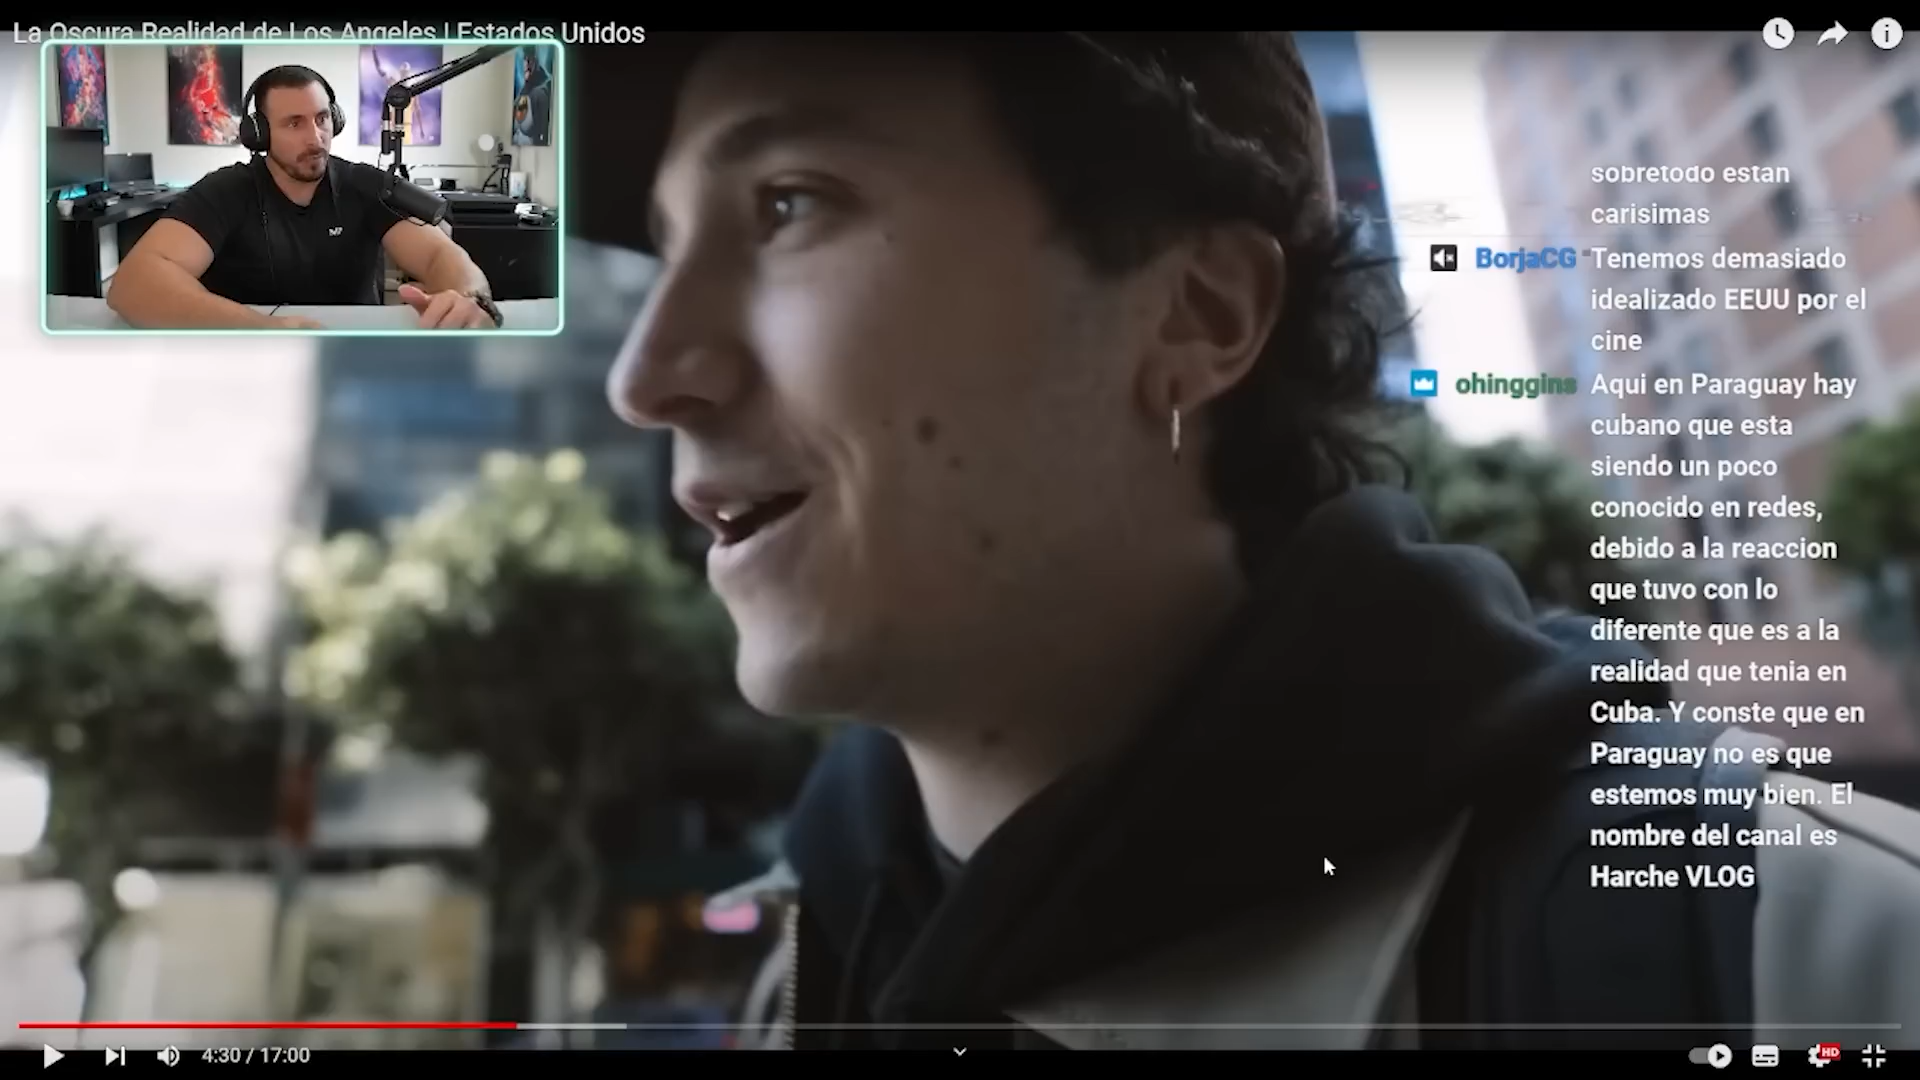 La Oscura Realidad de Los Angeles | Estados Unidos
sobretodo estan
carisimas
BorjaCG Tenemos demasiado
idealizado EEUU por el
cine
ohinggins Aqui en Paraguay hay
cubano que esta
siendo un poco
conocido en redes,
debido a la reaccion
que tuvo con lo
diferente que es a la
realidad que tenia en
Cuba. Y conste que en
Paraguay no es que
estemos muy bien. El
nombre del canal es
Harche VLOG
4:30 / 17:00
HD